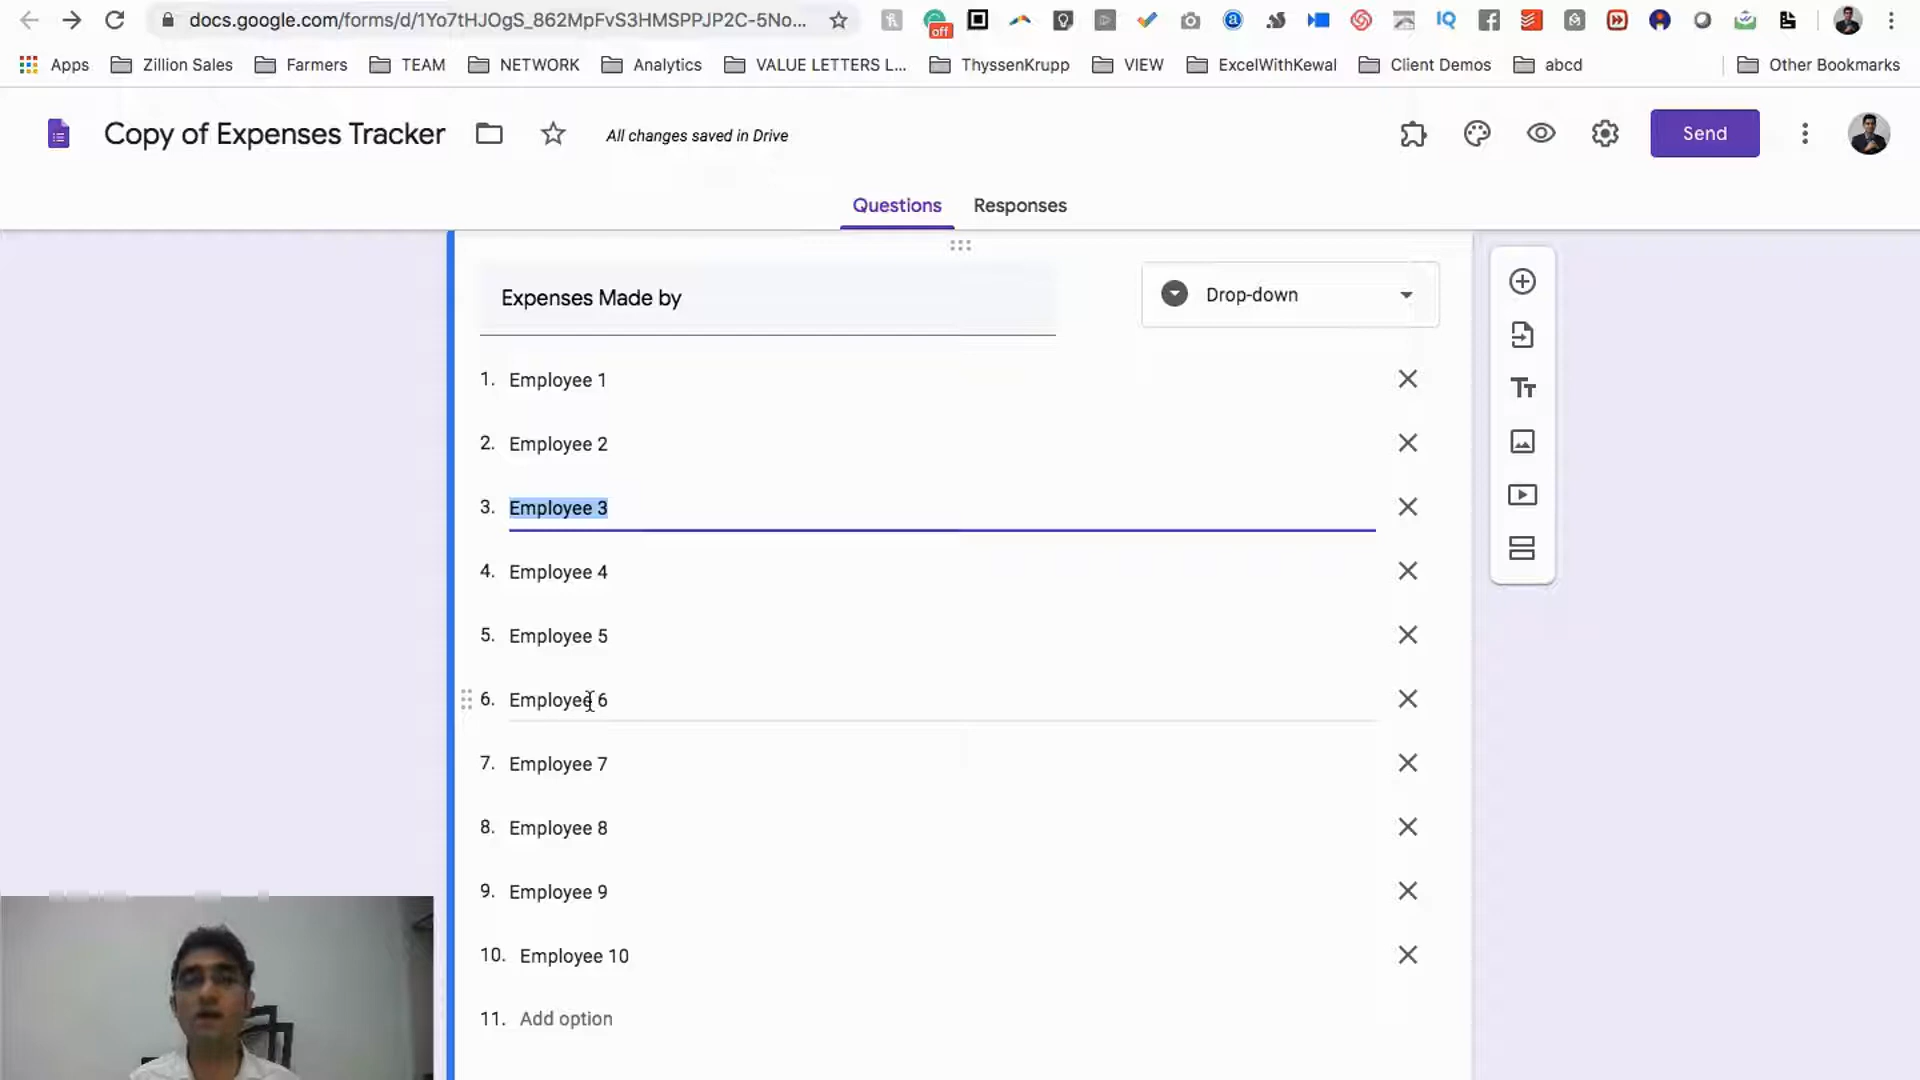 docs.google.com/forms/d/1Yo7tHJOgS_862MpFvS3HMSPPJP2C-5No...
off
Apps
Zillion Sales
Farmers
TEAM
NETWORK
Analytics
VALUE LETTERS L...
ThyssenKrupp
VIEW
ExcelWithKewal
Client Demos
abcd
Other Bookmarks
Copy of Expenses Tracker
All changes saved in Drive
Send
Questions
Responses
Expenses Made by
Drop-down
1. Employee 1
2. Employee 2
3. Employee 3
4. Employee 4
5. Employee 5
6. Employee 6
7. Employee 7
8. Employee 8
9. Employee 9
10. Employee 10
11. Add option